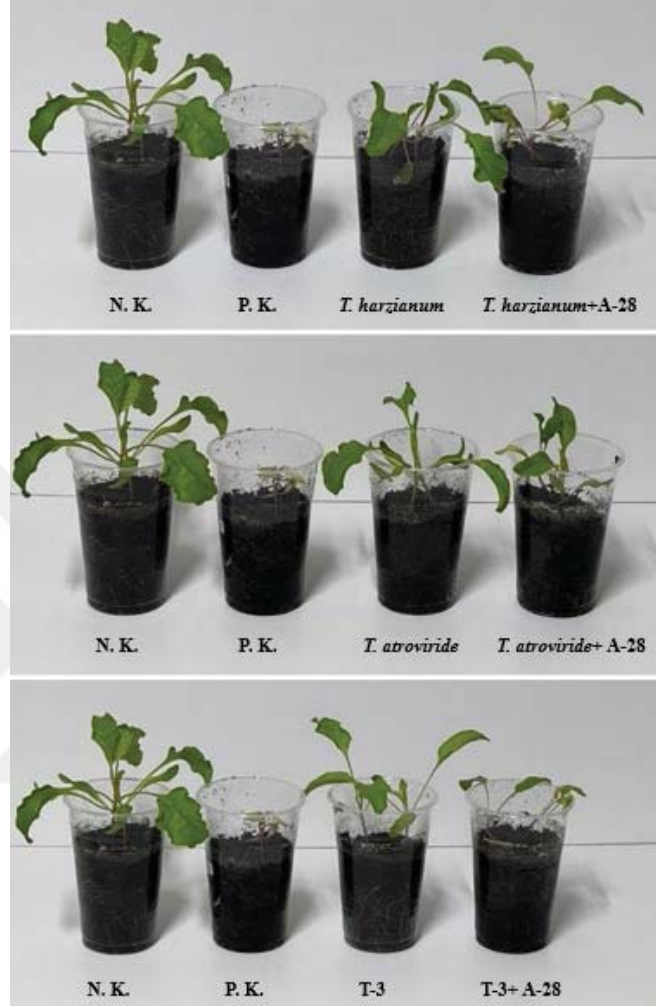 N. K. P. K. T. harzianum T. harzianum+A-28
N. K. P. K. T. atroviride T. atroviride+ A-28
N. K. P. K. T-3 T-3+ A-28